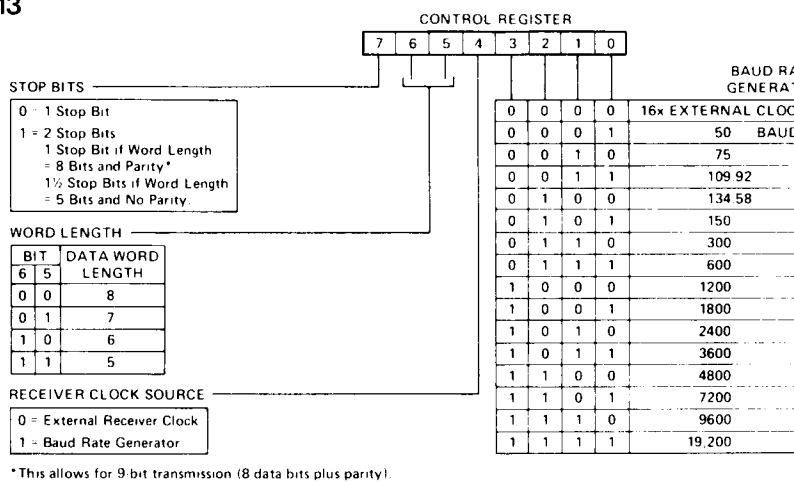 13
CONTROL REGISTER
7 6 5 4 3 2 1 0
STOP BITS
0 = 1 Stop Bit
1 = 2 Stop Bits
1 Stop Bit if Word Length
= 8 Bits and Parity*
1½ Stop Bits if Word Length
= 5 Bits and No Parity.
WORD LENGTH
BIT DATA WORD
6 5 LENGTH
0 0 8
0 1 7
1 0 6
1 1 5
RECEIVER CLOCK SOURCE
0 = External Receiver Clock
1 = Baud Rate Generator
BAUD RA
GENERAT
0 0 0 0 16x EXTERNAL CLOC
0 0 0 1 50 BAUD
0 0 1 0 75
0 0 1 1 109.92
0 1 0 0 134.58
0 1 0 1 150
0 1 1 0 300
0 1 1 1 600
1 0 0 0 1200
1 0 0 1 1800
1 0 1 0 2400
1 0 1 1 3600
1 1 0 0 4800
1 1 0 1 7200
1 1 1 0 9600
1 1 1 1 19,200
*This allows for 9-bit transmission (8 data bits plus parity).